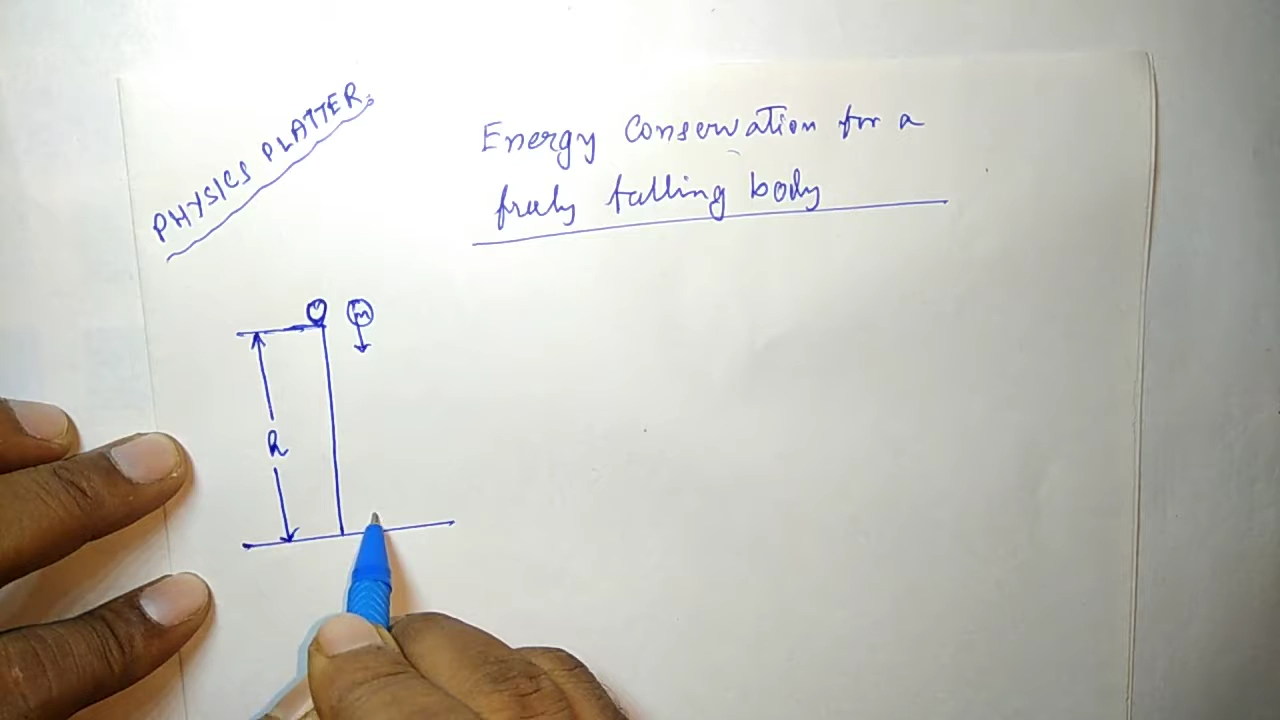 PHYSICS PLATTER
Energy Conservation for a
freely falling body
m
h